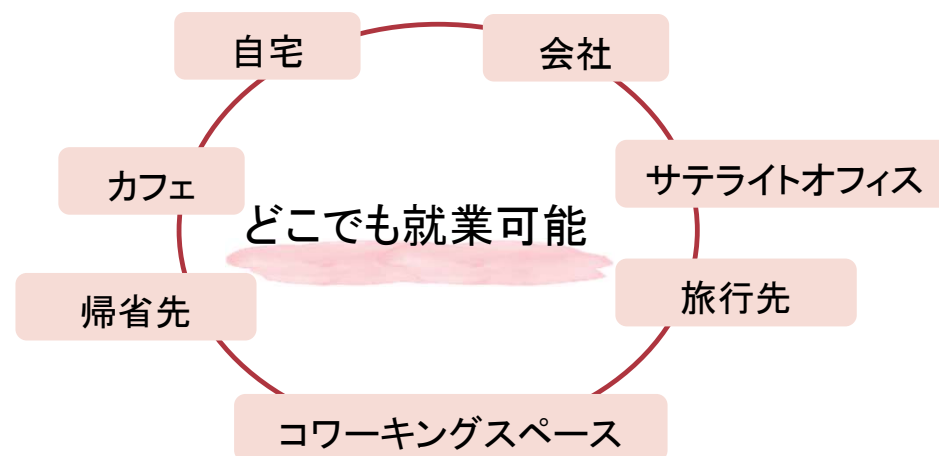 自宅
会社
カフェ
サテライトオフィス
どこでも就業可能
帰省先
旅行先
コワーキングスペース